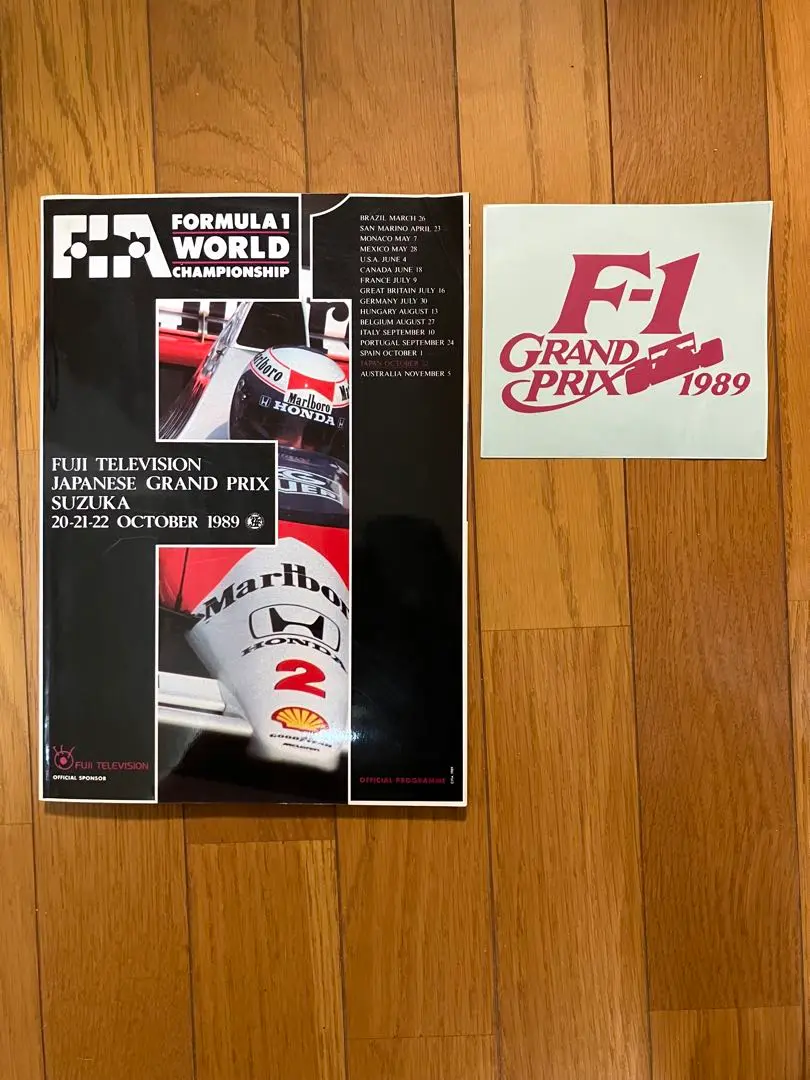 FIA
FORMULA 1
WORLD
CHAMPIONSHIP
1
BRAZIL MARCH 26
SAN MARINO APRIL 23
MONACO MAY 7
MEXICO MAY 28
U.S.A. JUNE 4
CANADA JUNE 18
FRANCE JULY 9
GREAT BRITAIN JULY 16
GERMANY JULY 30
HUNGARY AUGUST 13
BELGIUM AUGUST 27
ITALY SEPTEMBER 10
PORTUGAL SEPTEMBER 24
SPAIN OCTOBER 1
JAPAN OCTOBER 22
AUSTRALIA NOVEMBER 5
Marlboro
Marlboro
HONDA
FUJI TELEVISION
JAPANESE GRAND PRIX
SUZUKA
20-21-22 OCTOBER 1989
Marlboro
HONDA
2
GOODYEAR
McLaren
FUJI TELEVISION
OFFICIAL SPONSOR
OFFICIAL PROGRAMME
F-1
GRAND
PRIX
1989